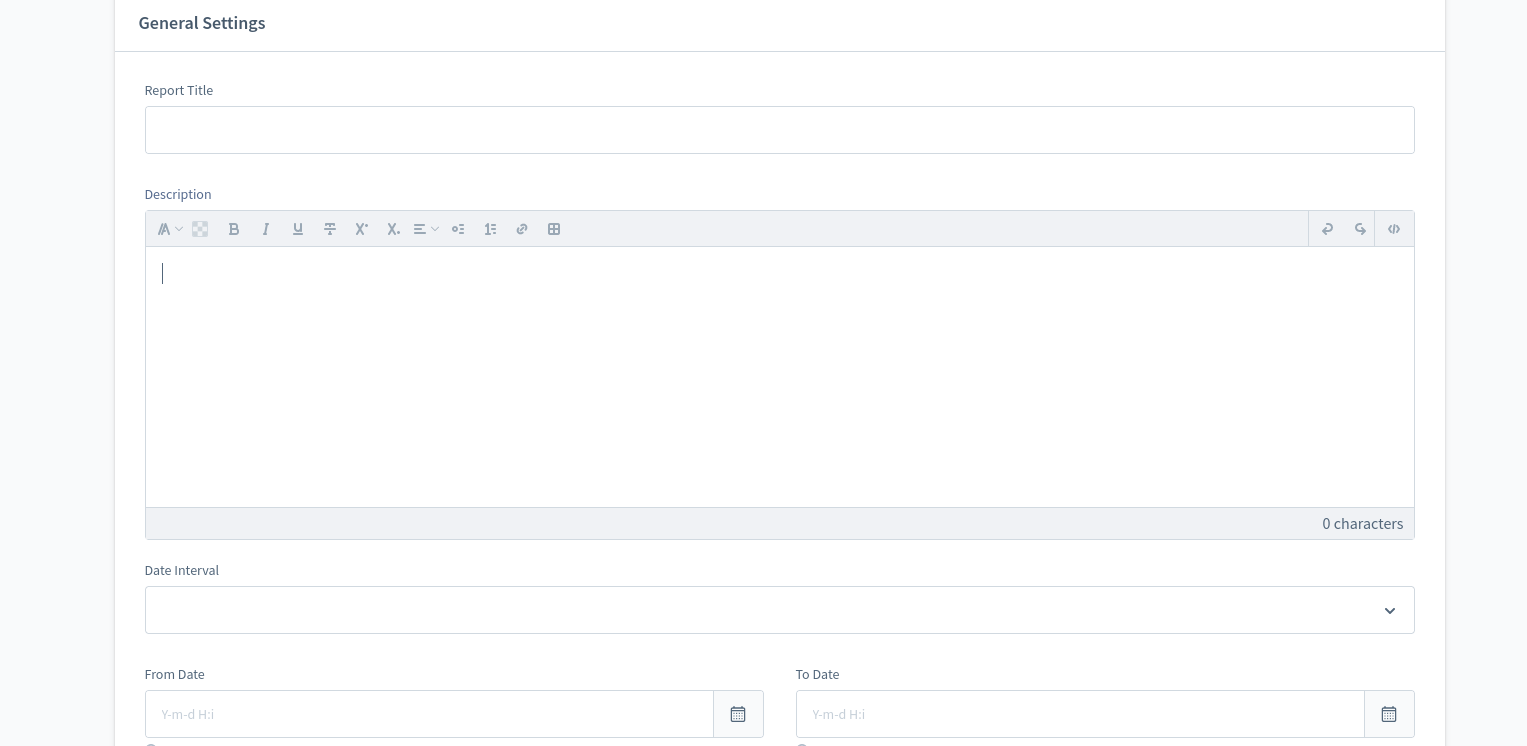 General Settings
Report Title
Description
0 characters
Date Interval
From Date
To Date
Y-m-d H:i
Y-m-d H:i